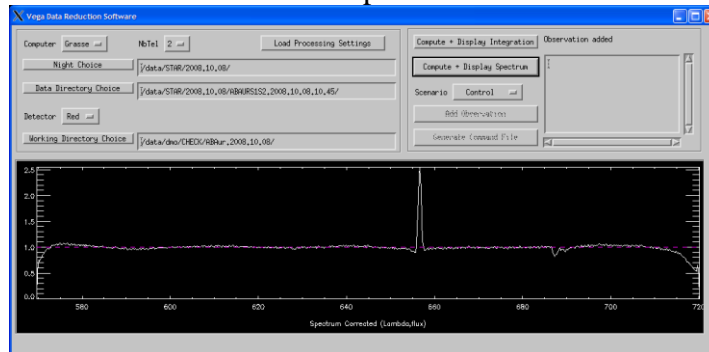 Vega Data Reduction Software
Computer Grasse NbTel 2 Load Processing Settings
Night Choice /data/STAR/2008.10.08/
Data Directory Choice /data/STAR/2008.10.08/ABAURS1S2.2008.10.08.10.45/
Detector Red
Working Directory Choice /data/dmo/CHECK/ABAur.2008.10.08/
Compute + Display Integration Observation added
Compute + Display Spectrum
Scenario Control
Add Observation
Generate Command File
2.5
2.0
1.5
1.0
0.5
0.0
580 600 620 640 660 680 700 720
Spectrum Corrected (Lambda,flux)